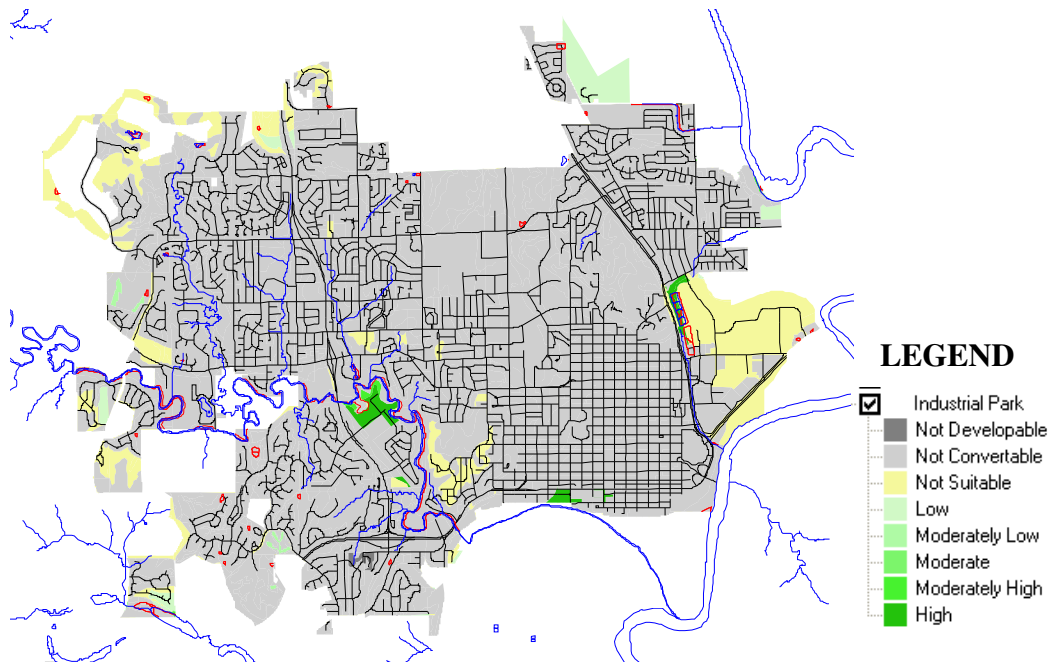 LEGEND
Industrial Park
Not Developable
Not Convertable
Not Suitable
Low
Moderately Low
Moderate
Moderately High
High